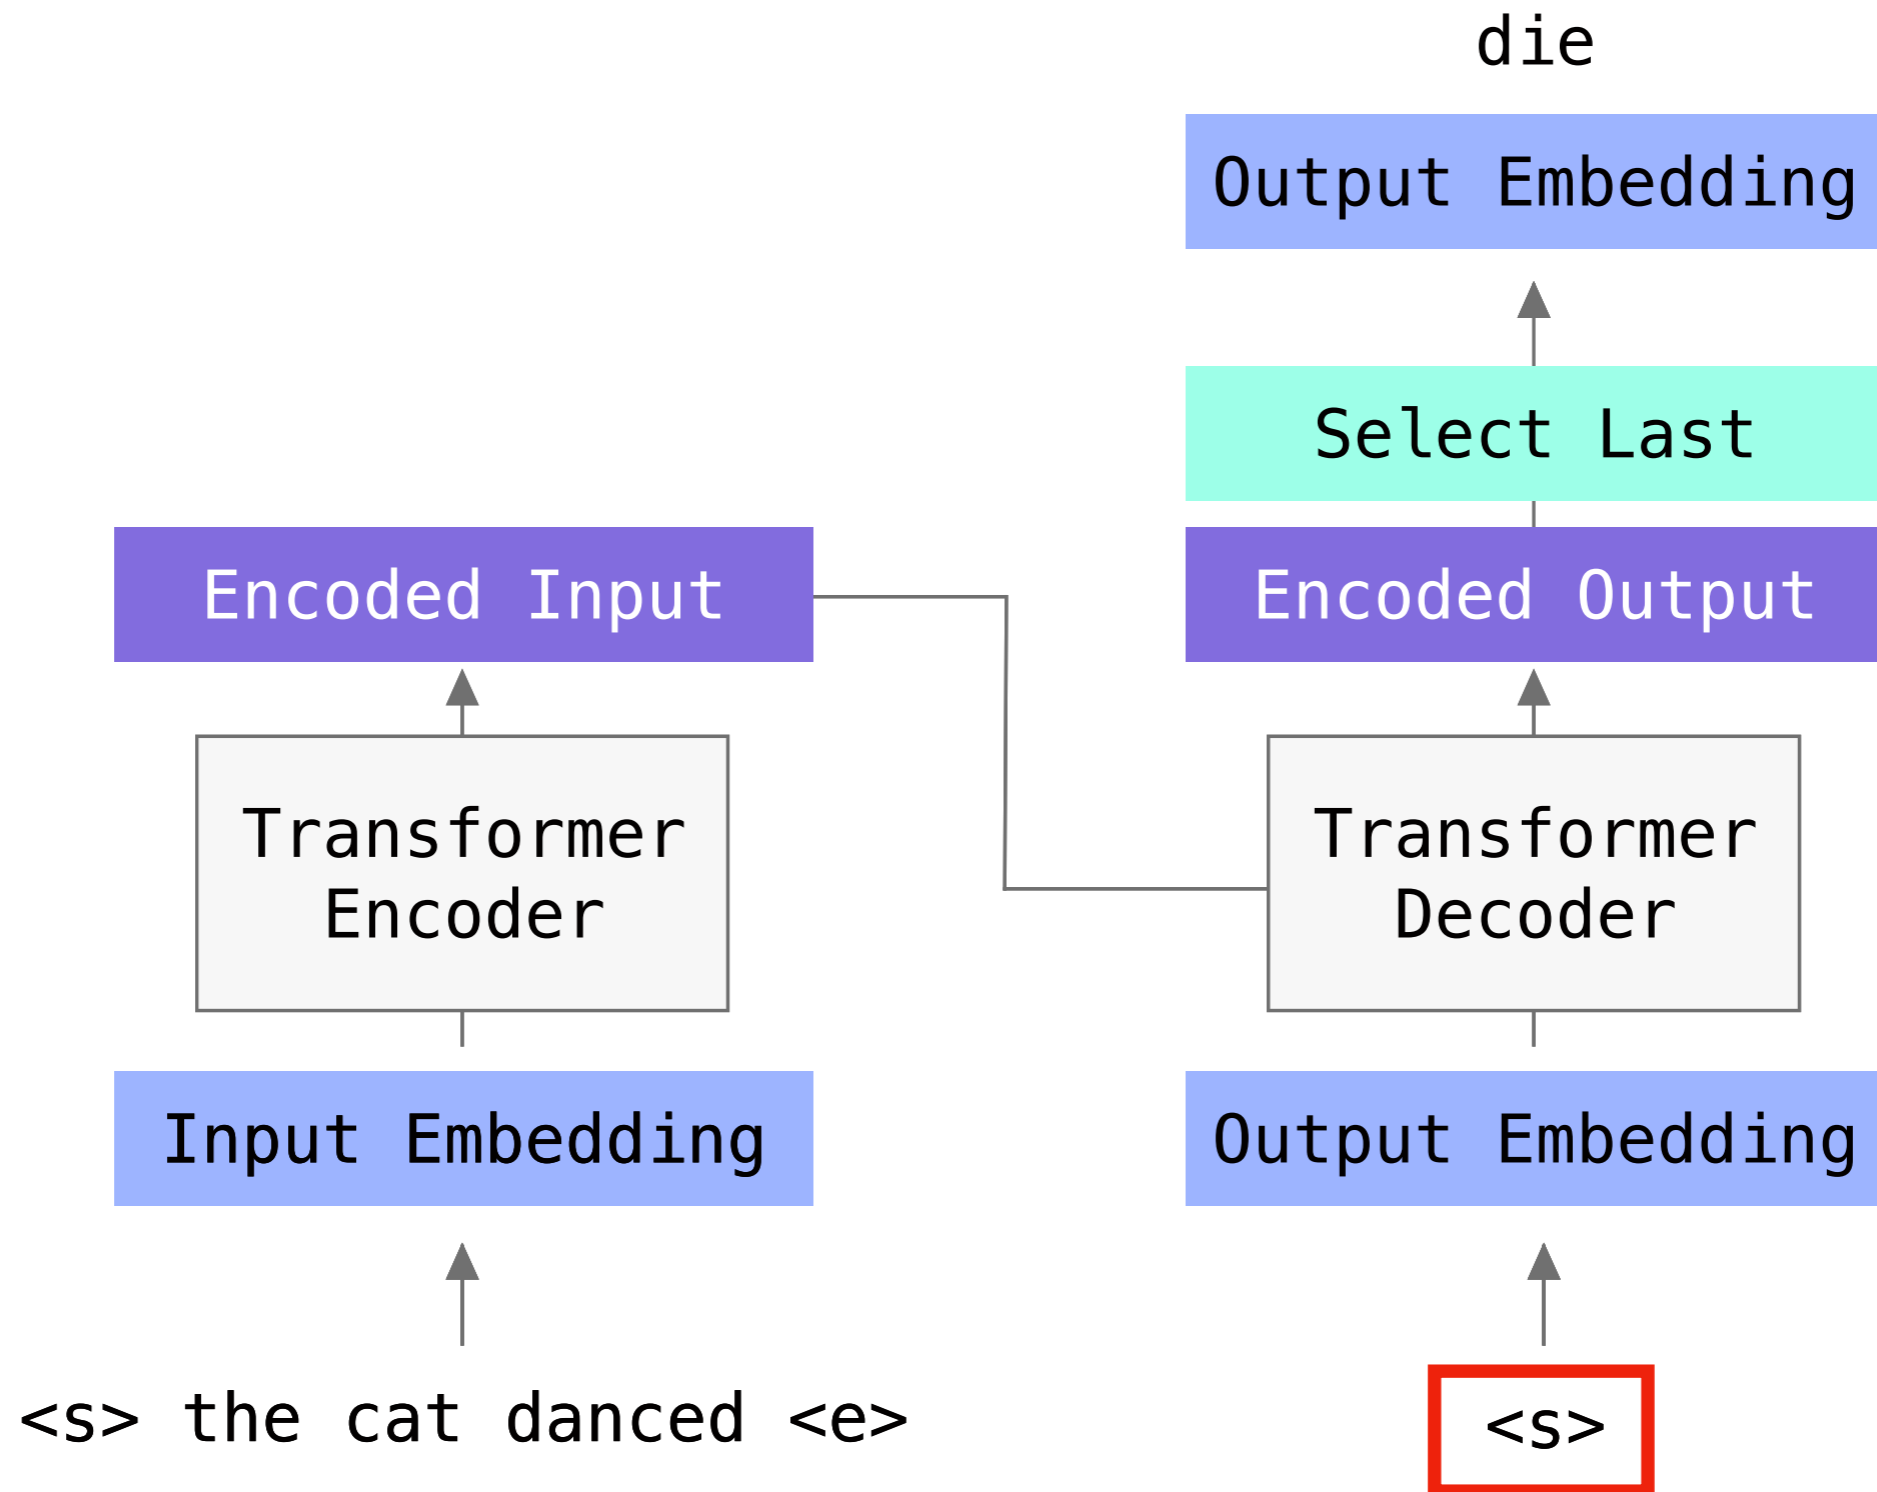 die
Output Embedding
Select Last
Encoded Input
Encoded Output
Transformer
Encoder
Transformer
Decoder
Input Embedding
Output Embedding
<s> the cat danced <e>
<s>